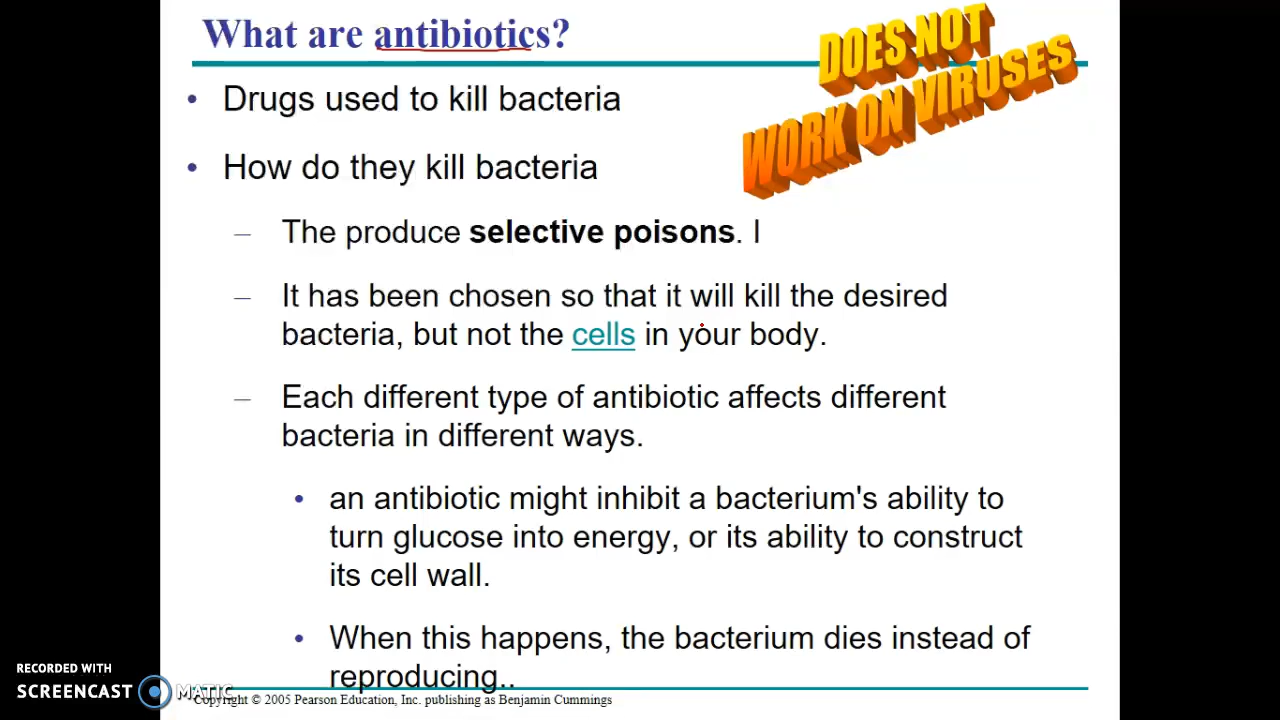 What are antibiotics?
DOES NOT
WORK ON VIRUSES
• Drugs used to kill bacteria
• How do they kill bacteria
– The produce selective poisons. I
– It has been chosen so that it will kill the desired
bacteria, but not the cells in your body.
– Each different type of antibiotic affects different
bacteria in different ways.
• an antibiotic might inhibit a bacterium's ability to
turn glucose into energy, or its ability to construct
its cell wall.
• When this happens, the bacterium dies instead of
reproducing..
RECORDED WITH
SCREENCAST MATIC
Copyright © 2005 Pearson Education, Inc. publishing as Benjamin Cummings